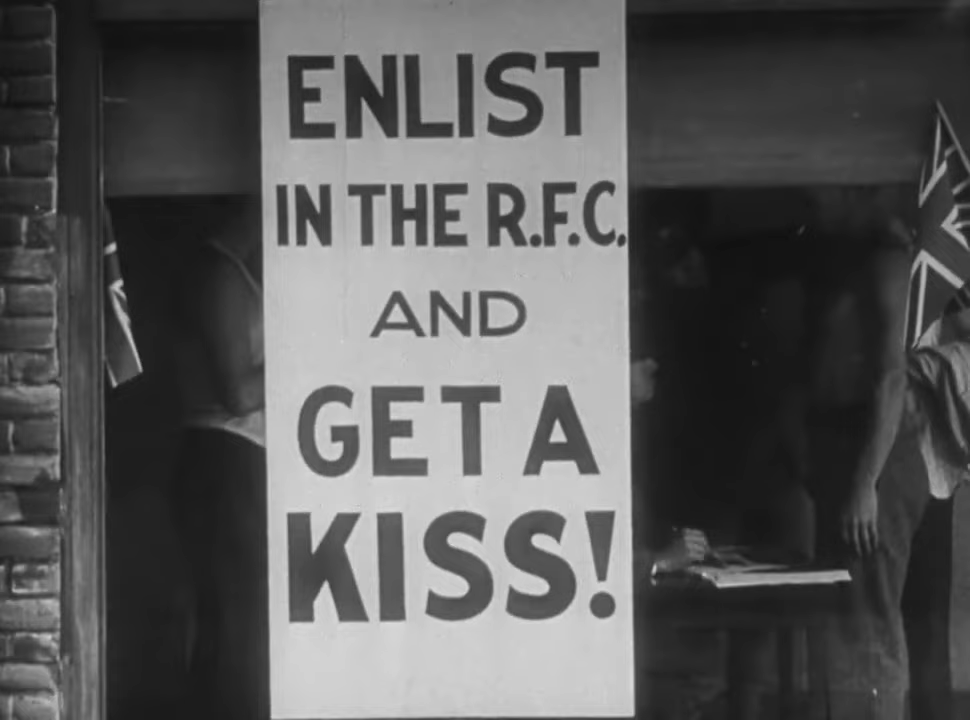 ENLIST
IN THE R.F.C.
AND
GET A
KISS!